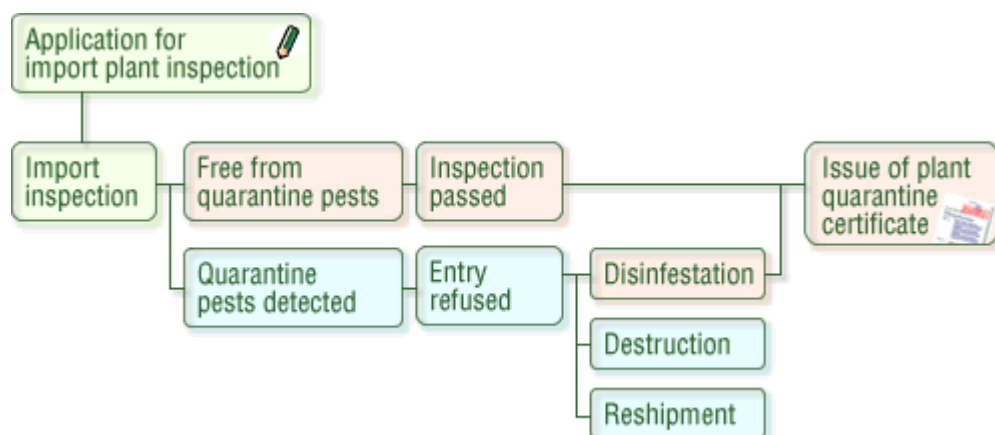 Application for
import plant inspection
Import
inspection
Free from
quarantine pests
Inspection
passed
Issue of plant
quarantine
certificate
Quarantine
pests detected
Entry
refused
Disinfestation
Destruction
Reshipment